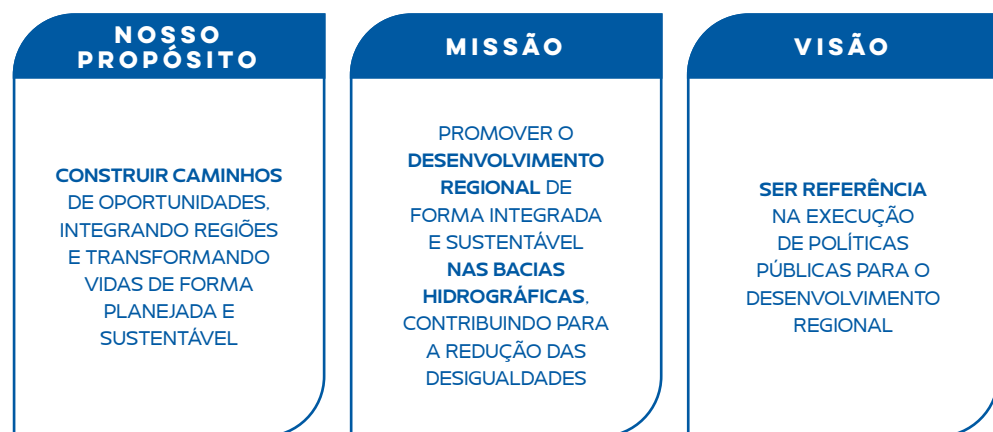 NOSSO
PROPÓSITO
CONSTRUIR CAMINHOS
DE OPORTUNIDADES,
INTEGRANDO REGIÕES
E TRANSFORMANDO
VIDAS DE FORMA
PLANEJADA E
SUSTENTÁVEL
MISSÃO
PROMOVER O
DESENVOLVIMENTO
REGIONAL DE
FORMA INTEGRADA
E SUSTENTÁVEL
NAS BACIAS
HIDROGRÁFICAS,
CONTRIBUINDO PARA
A REDUÇÃO DAS
DESIGUALDADES
VISÃO
SER REFERÊNCIA
NA EXECUÇÃO
DE POLÍTICAS
PÚBLICAS PARA O
DESENVOLVIMENTO
REGIONAL